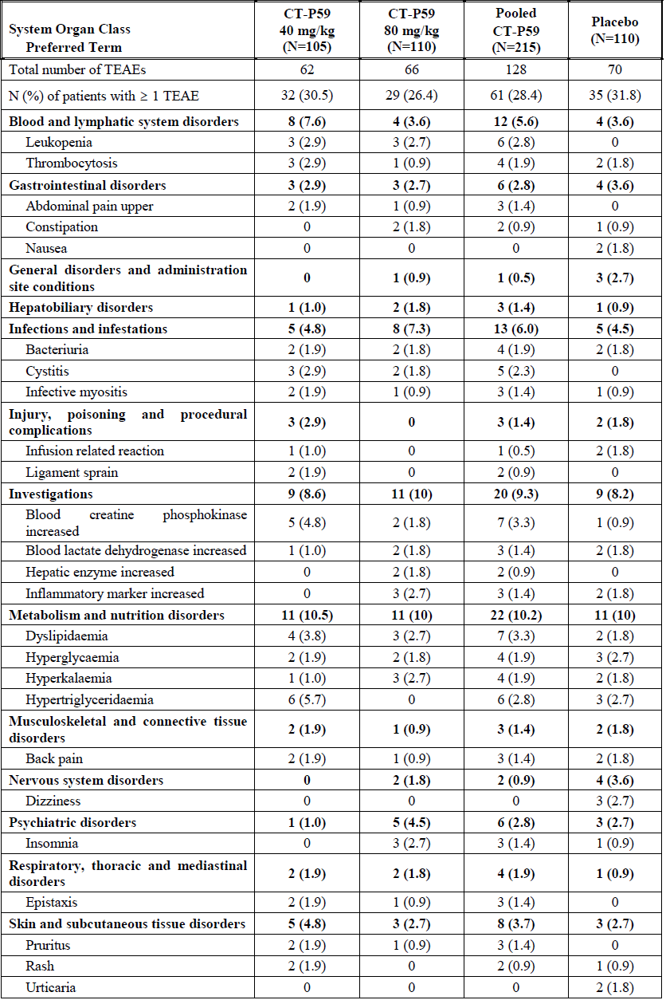 System Organ Class Preferred Term | CT-P59 40 mg/kg (N=105) | CT-P59 80 mg/kg (N=110) | Pooled CT-P59 (N=215) | Placebo (N=110)
Total number of TEAEs | 62 | 66 | 128 | 70
N (%) of patients with ≥ 1 TEAE | 32 (30.5) | 29 (26.4) | 61 (28.4) | 35 (31.8)
Blood and lymphatic system disorders | 8 (7.6) | 4 (3.6) | 12 (5.6) | 4 (3.6)
Leukopenia | 3 (2.9) | 3 (2.7) | 6 (2.8) | 0
Thrombocytosis | 3 (2.9) | 1 (0.9) | 4 (1.9) | 2 (1.8)
Gastrointestinal disorders | 3 (2.9) | 3 (2.7) | 6 (2.8) | 4 (3.6)
Abdominal pain upper | 2 (1.9) | 1 (0.9) | 3 (1.4) | 0
Constipation | 0 | 2 (1.8) | 2 (0.9) | 1 (0.9)
Nausea | 0 | 0 | 0 | 2 (1.8)
General disorders and administration site conditions | 0 | 1 (0.9) | 1 (0.5) | 3 (2.7)
Hepatobiliary disorders | 1 (1.0) | 2 (1.8) | 3 (1.4) | 1 (0.9)
Infections and infestations | 5 (4.8) | 8 (7.3) | 13 (6.0) | 5 (4.5)
Bacteriuria | 2 (1.9) | 2 (1.8) | 4 (1.9) | 2 (1.8)
Cystitis | 3 (2.9) | 2 (1.8) | 5 (2.3) | 0
Infective myositis | 2 (1.9) | 1 (0.9) | 3 (1.4) | 1 (0.9)
Injury, poisoning and procedural complications | 3 (2.9) | 0 | 3 (1.4) | 2 (1.8)
Infusion related reaction | 1 (1.0) | 0 | 1 (0.5) | 2 (1.8)
Ligament sprain | 2 (1.9) | 0 | 2 (0.9) | 0
Investigations | 9 (8.6) | 11 (10) | 20 (9.3) | 9 (8.2)
Blood creatine phosphokinase increased | 5 (4.8) | 2 (1.8) | 7 (3.3) | 1 (0.9)
Blood lactate dehydrogenase increased | 1 (1.0) | 2 (1.8) | 3 (1.4) | 2 (1.8)
Hepatic enzyme increased | 0 | 2 (1.8) | 2 (0.9) | 0
Inflammatory marker increased | 0 | 3 (2.7) | 3 (1.4) | 2 (1.8)
Metabolism and nutrition disorders | 11 (10.5) | 11 (10) | 22 (10.2) | 11 (10)
Dyslipidaemia | 4 (3.8) | 3 (2.7) | 7 (3.3) | 2 (1.8)
Hyperglycaemia | 2 (1.9) | 2 (1.8) | 4 (1.9) | 3 (2.7)
Hyperkalaemia | 1 (1.0) | 3 (2.7) | 4 (1.9) | 2 (1.8)
Hypertriglyceridaemia | 6 (5.7) | 0 | 6 (2.8) | 3 (2.7)
Musculoskeletal and connective tissue disorders | 2 (1.9) | 1 (0.9) | 3 (1.4) | 2 (1.8)
Back pain | 2 (1.9) | 1 (0.9) | 3 (1.4) | 2 (1.8)
Nervous system disorders | 0 | 2 (1.8) | 2 (0.9) | 4 (3.6)
Dizziness | 0 | 0 | 0 | 3 (2.7)
Psychiatric disorders | 1 (1.0) | 5 (4.5) | 6 (2.8) | 3 (2.7)
Insomnia | 0 | 3 (2.7) | 3 (1.4) | 1 (0.9)
Respiratory, thoracic and mediastinal disorders | 2 (1.9) | 2 (1.8) | 4 (1.9) | 1 (0.9)
Epistaxis | 2 (1.9) | 1 (0.9) | 3 (1.4) | 0
Skin and subcutaneous tissue disorders | 5 (4.8) | 3 (2.7) | 8 (3.7) | 3 (2.7)
Pruritus | 2 (1.9) | 1 (0.9) | 3 (1.4) | 0
Rash | 2 (1.9) | 0 | 2 (0.9) | 1 (0.9)
Urticaria | 0 | 0 | 0 | 2 (1.8)